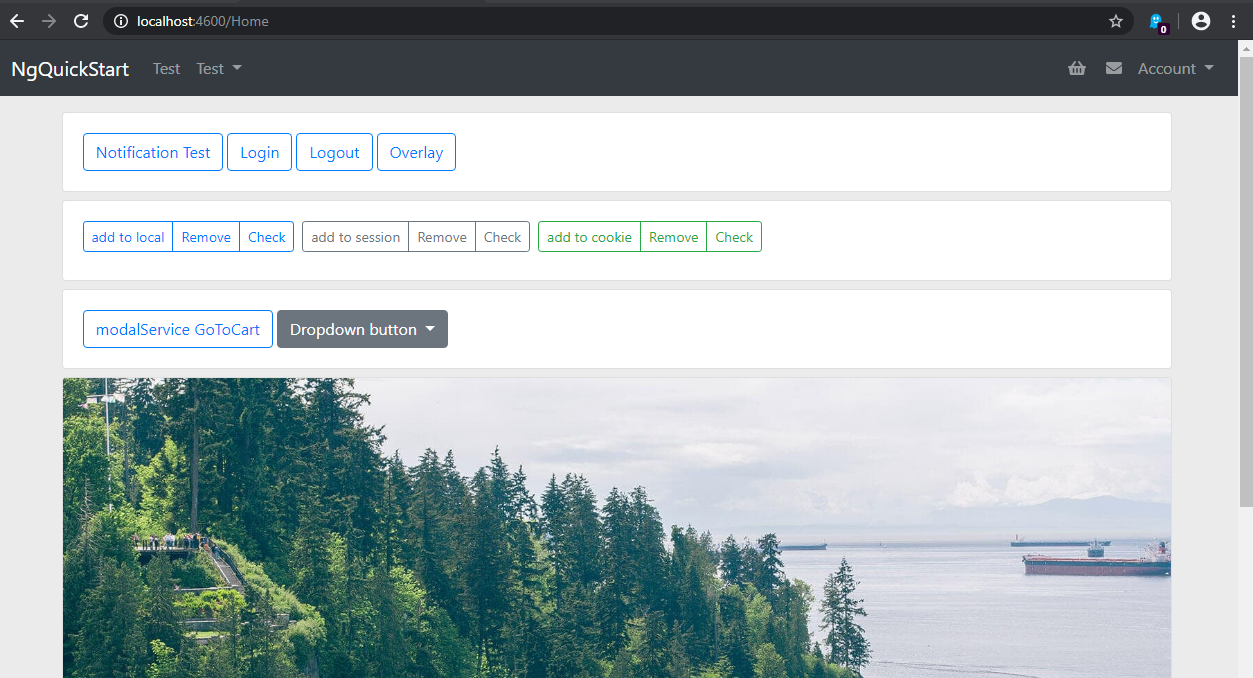 localhost:4600/Home
0
NgQuickStart Test Test Account
Notification Test Login Logout Overlay
add to local Remove Check add to session Remove Check add to cookie Remove Check
modalService GoToCart Dropdown button